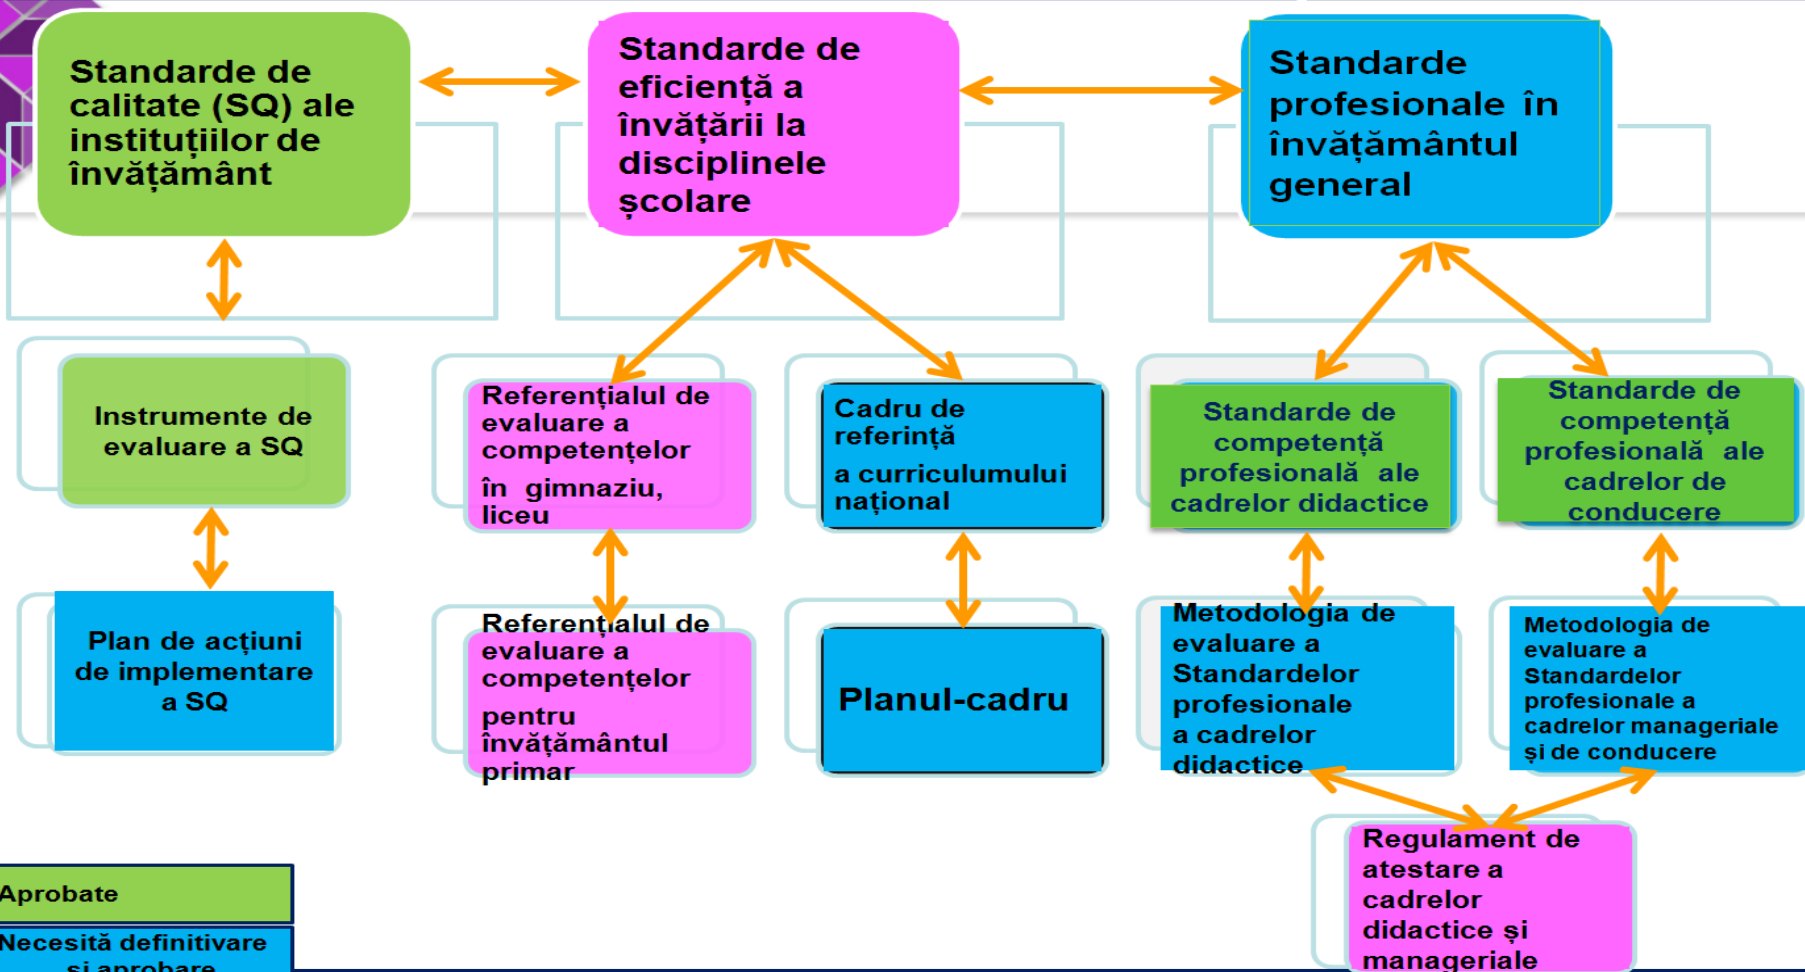 Standarde de
calitate (SQ) ale
instituțiilor de
învățământ
Standarde de
eficiență a
învățării la
disciplinele
școlare
Standarde
profesionale în
învățământul
general
Instrumente de
evaluare a SQ
Referențialul de
evaluare a
competențelor
în gimnaziu,
liceu
Cadru de
referință
a curriculumului
național
Standarde de
competență
profesională ale
cadrelor didactice
Standarde de
competență
profesională ale
cadrelor de
conducere
Plan de acțiuni
de implementare
a SQ
Referențialul de
evaluare a
competențelor
pentru
învățământul
primar
Planul-cadru
Metodologia de
evaluare a
Standardelor
profesionale
a cadrelor
didactice
Metodologia de
evaluare a
Standardelor
profesionale a
cadrelor manageriale
și de conducere
Regulament de
atestare a
cadrelor
didactice și
manageriale
Aprobate
Necesită definitivare
și aprobare